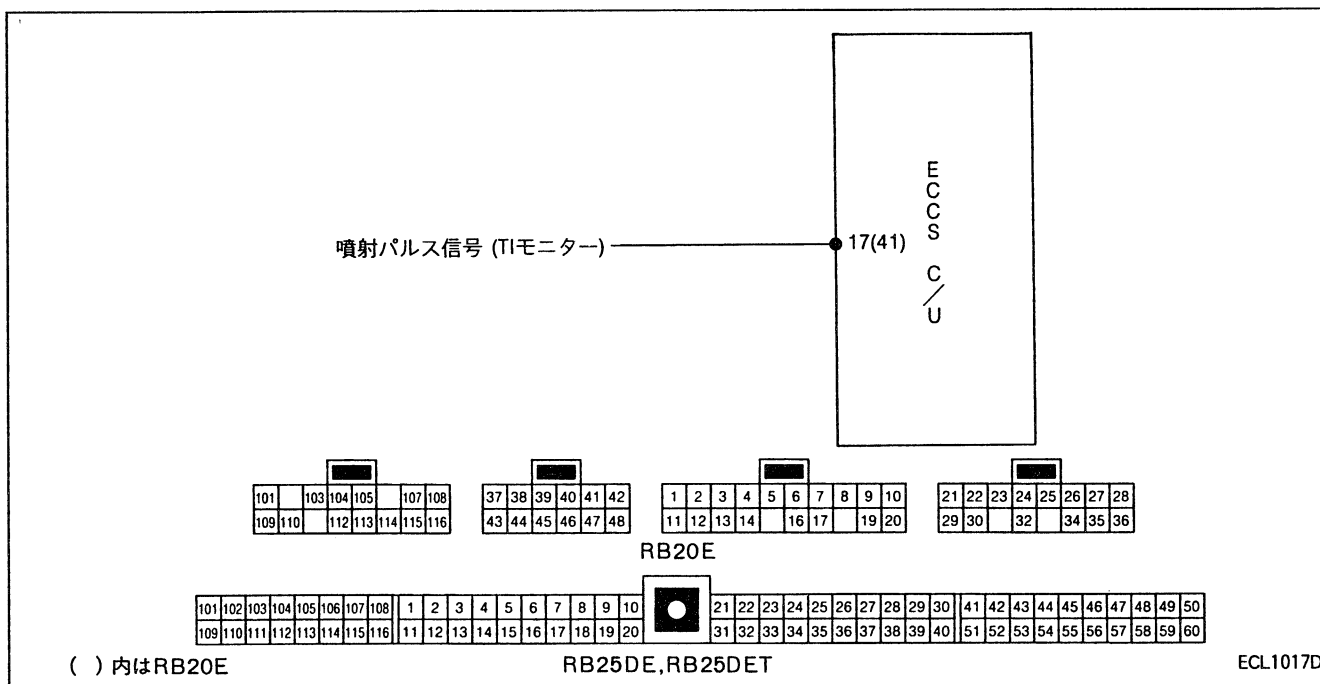 ECCS C/U
噴射パルス信号 (TIモニター)
17(41)
101 103 104 105 107 108 37 38 39 40 41 42 1 2 3 4 5 6 7 8 9 10 21 22 23 24 25 26 27 28
109 110 112 113 114 115 116 43 44 45 46 47 48 11 12 13 14 16 17 19 20 29 30 32 34 35 36
RB20E
101 102 103 104 105 106 107 108 1 2 3 4 5 6 7 8 9 10 21 22 23 24 25 26 27 28 29 30 41 42 43 44 45 46 47 48 49 50
109 110 111 112 113 114 115 116 11 12 13 14 15 16 17 18 19 20 31 32 33 34 35 36 37 38 39 40 51 52 53 54 55 56 57 58 59 60
( ) 内はRB20E
RB25DE,RB25DET
ECL1017D